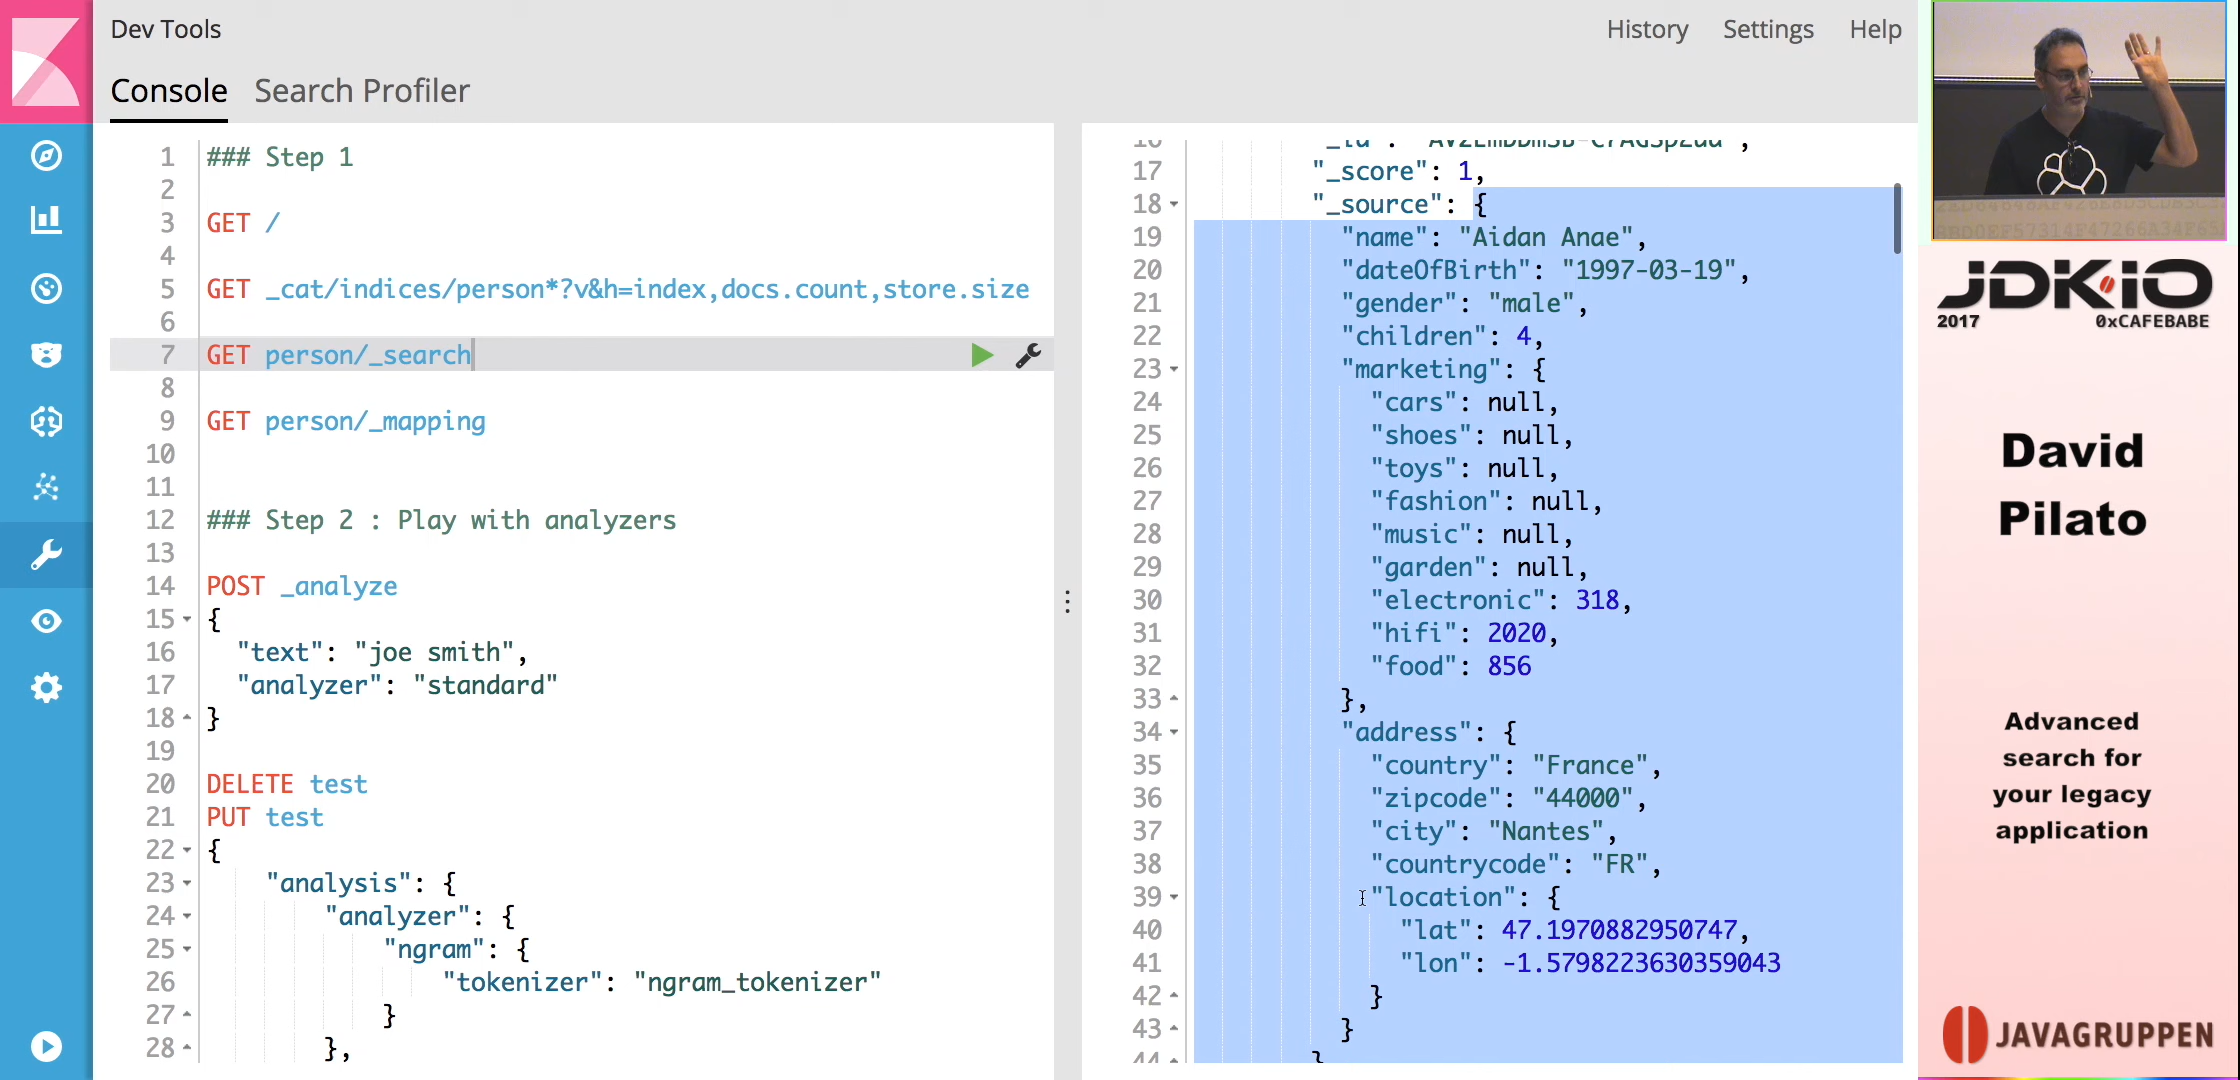 Dev Tools
History Settings Help
Console Search Profiler
1 ### Step 1
2
3 GET /
4
5 GET _cat/indices/person*?v&h=index,docs.count,store.size
6
7 GET person/_search
8
9 GET person/_mapping
10
11
12 ### Step 2 : Play with analyzers
13
14 POST _analyze
15 {
16 "text": "joe smith",
17 "analyzer": "standard"
18 }
19
20 DELETE test
21 PUT test
22 {
23 "analysis": {
24 "analyzer": {
25 "ngram": {
26 "tokenizer": "ngram_tokenizer"
27 }
28 },
17 "_score": 1,
18 "_source": {
19 "name": "Aidan Anae",
20 "dateOfBirth": "1997-03-19",
21 "gender": "male",
22 "children": 4,
23 "marketing": {
24 "cars": null,
25 "shoes": null,
26 "toys": null,
27 "fashion": null,
28 "music": null,
29 "garden": null,
30 "electronic": 318,
31 "hifi": 2020,
32 "food": 856
33 },
34 "address": {
35 "country": "France",
36 "zipcode": "44000",
37 "city": "Nantes",
38 "countrycode": "FR",
39 "location": {
40 "lat": 47.1970882950747,
41 "lon": -1.5798223630359043
42 }
43 }
44 }
JDK.iO
2017 0xCAFEBABE
David
Pilato
Advanced
search for
your legacy
application
JAVAGRUPPEN